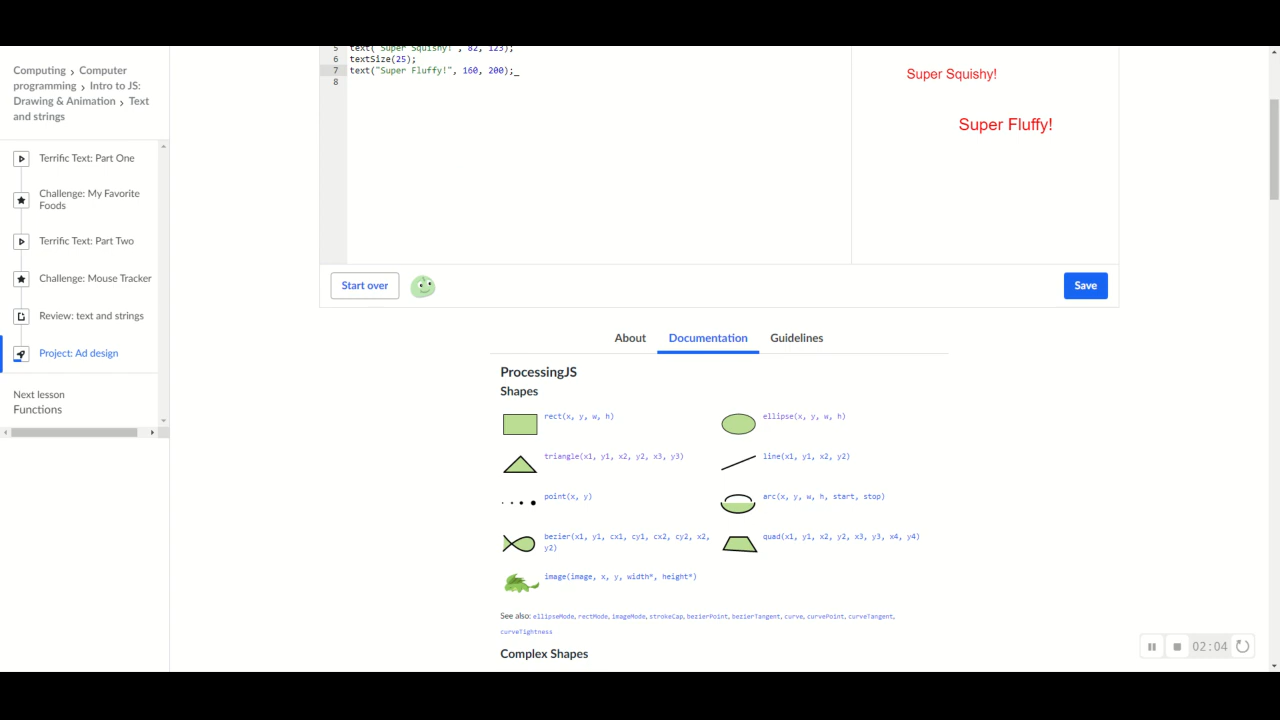 Computing › Computer
programming › Intro to JS:
Drawing & Animation › Text
and strings
Terrific Text: Part One
Challenge: My Favorite
Foods
Terrific Text: Part Two
Challenge: Mouse Tracker
Review: text and strings
Project: Ad design
Next lesson
Functions
5 text("Super Squishy!", 82, 123);
6 textSize(25);
7 text("Super Fluffy!", 160, 200);_
8
Super Squishy!
Super Fluffy!
Start over
Save
About Documentation Guidelines
ProcessingJS
Shapes
rect(x, y, w, h)
ellipse(x, y, w, h)
triangle(x1, y1, x2, y2, x3, y3)
line(x1, y1, x2, y2)
point(x, y)
arc(x, y, w, h, start, stop)
bezier(x1, y1, cx1, cy1, cx2, cy2, x2,
y2)
quad(x1, y1, x2, y2, x3, y3, x4, y4)
image(image, x, y, width*, height*)
See also: ellipseMode, rectMode, imageMode, strokeCap, bezierPoint, bezierTangent, curve, curvePoint, curveTangent,
curveTightness
Complex Shapes
02:04